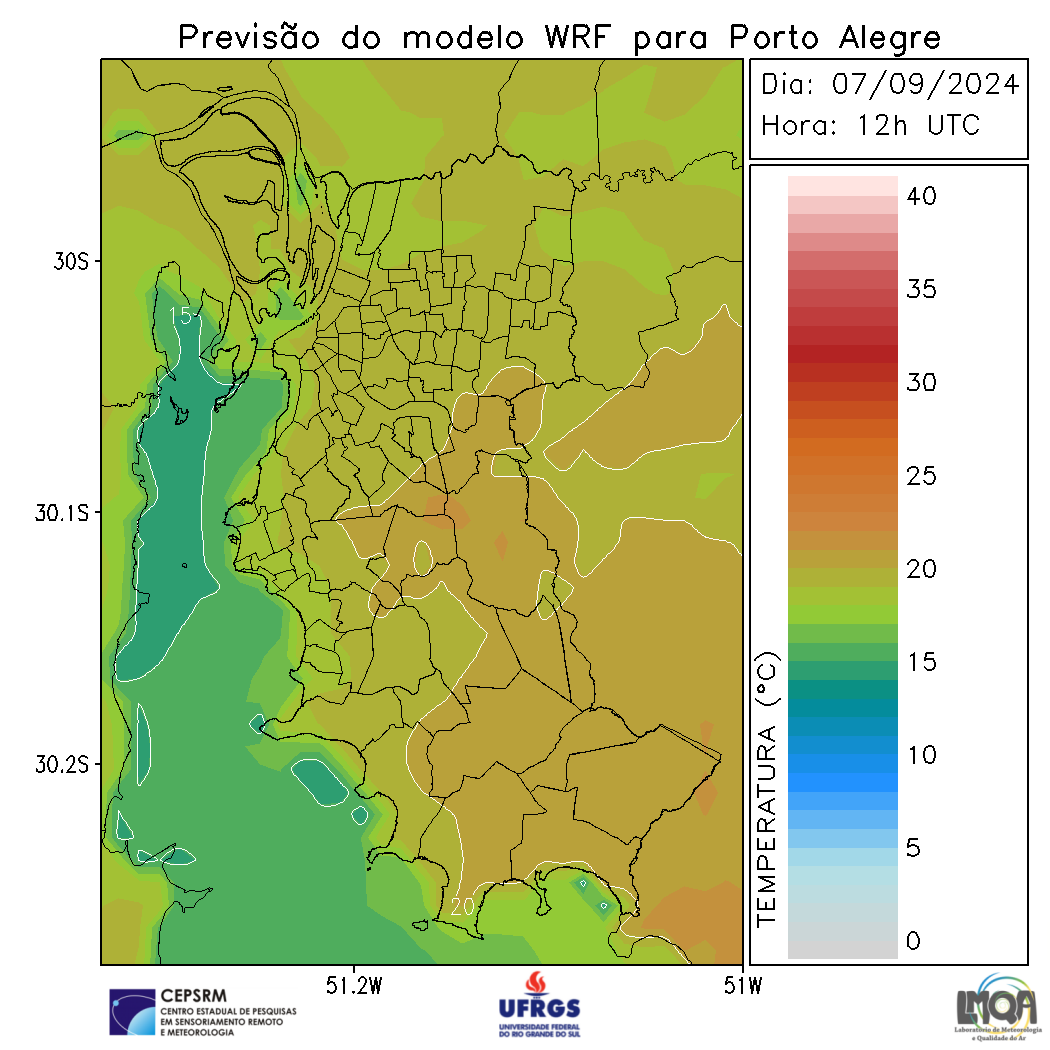 Previsão do modelo WRF para Porto Alegre
Dia: 07/09/2024
Hora: 12h UTC
30S
30.1S
30.2S
51.2W
51W
15
20
TEMPERATURA (°C)
40
35
30
25
20
15
10
5
0
CEPSRM
CENTRO ESTADUAL DE PESQUISAS
EM SENSORIAMENTO REMOTO
E METEOROLOGIA
UFRGS
UNIVERSIDADE FEDERAL
DO RIO GRANDE DO SUL
LMQA
Laboratório de Meteorologia
e Qualidade do Ar